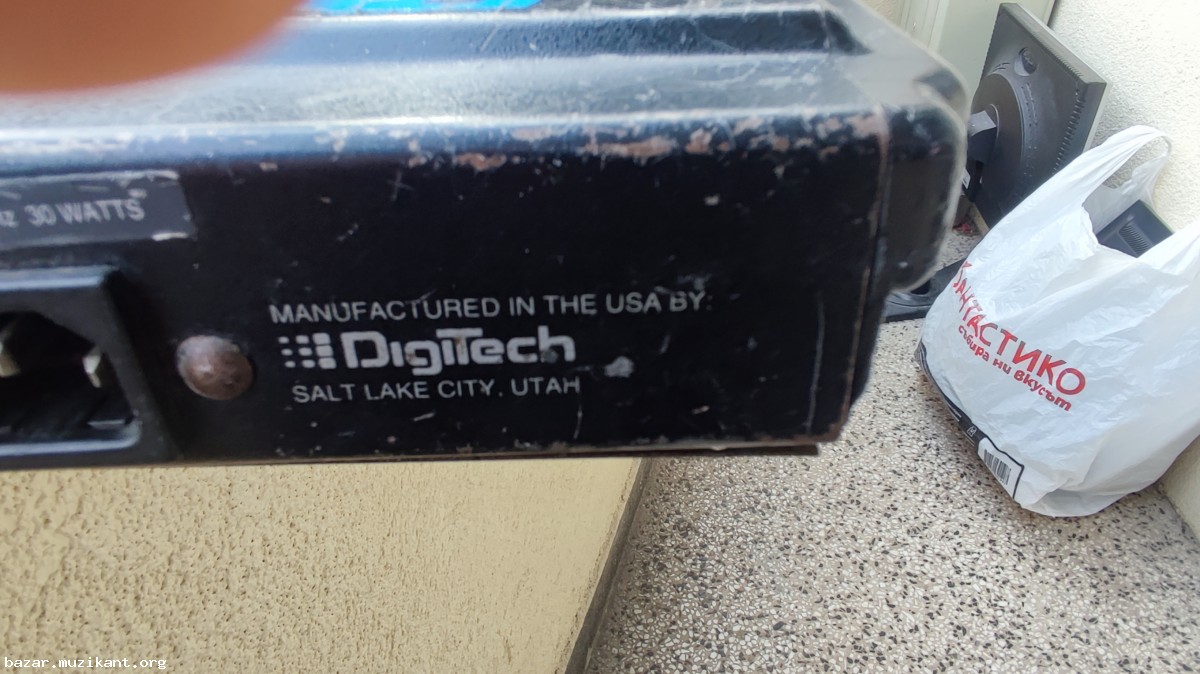 30 WATTS
MANUFACTURED IN THE USA BY:
DigiTech
SALT LAKE CITY, UTAH
ФАНТАСТИКО
събира ни вкусът
bazar.muzikant.org